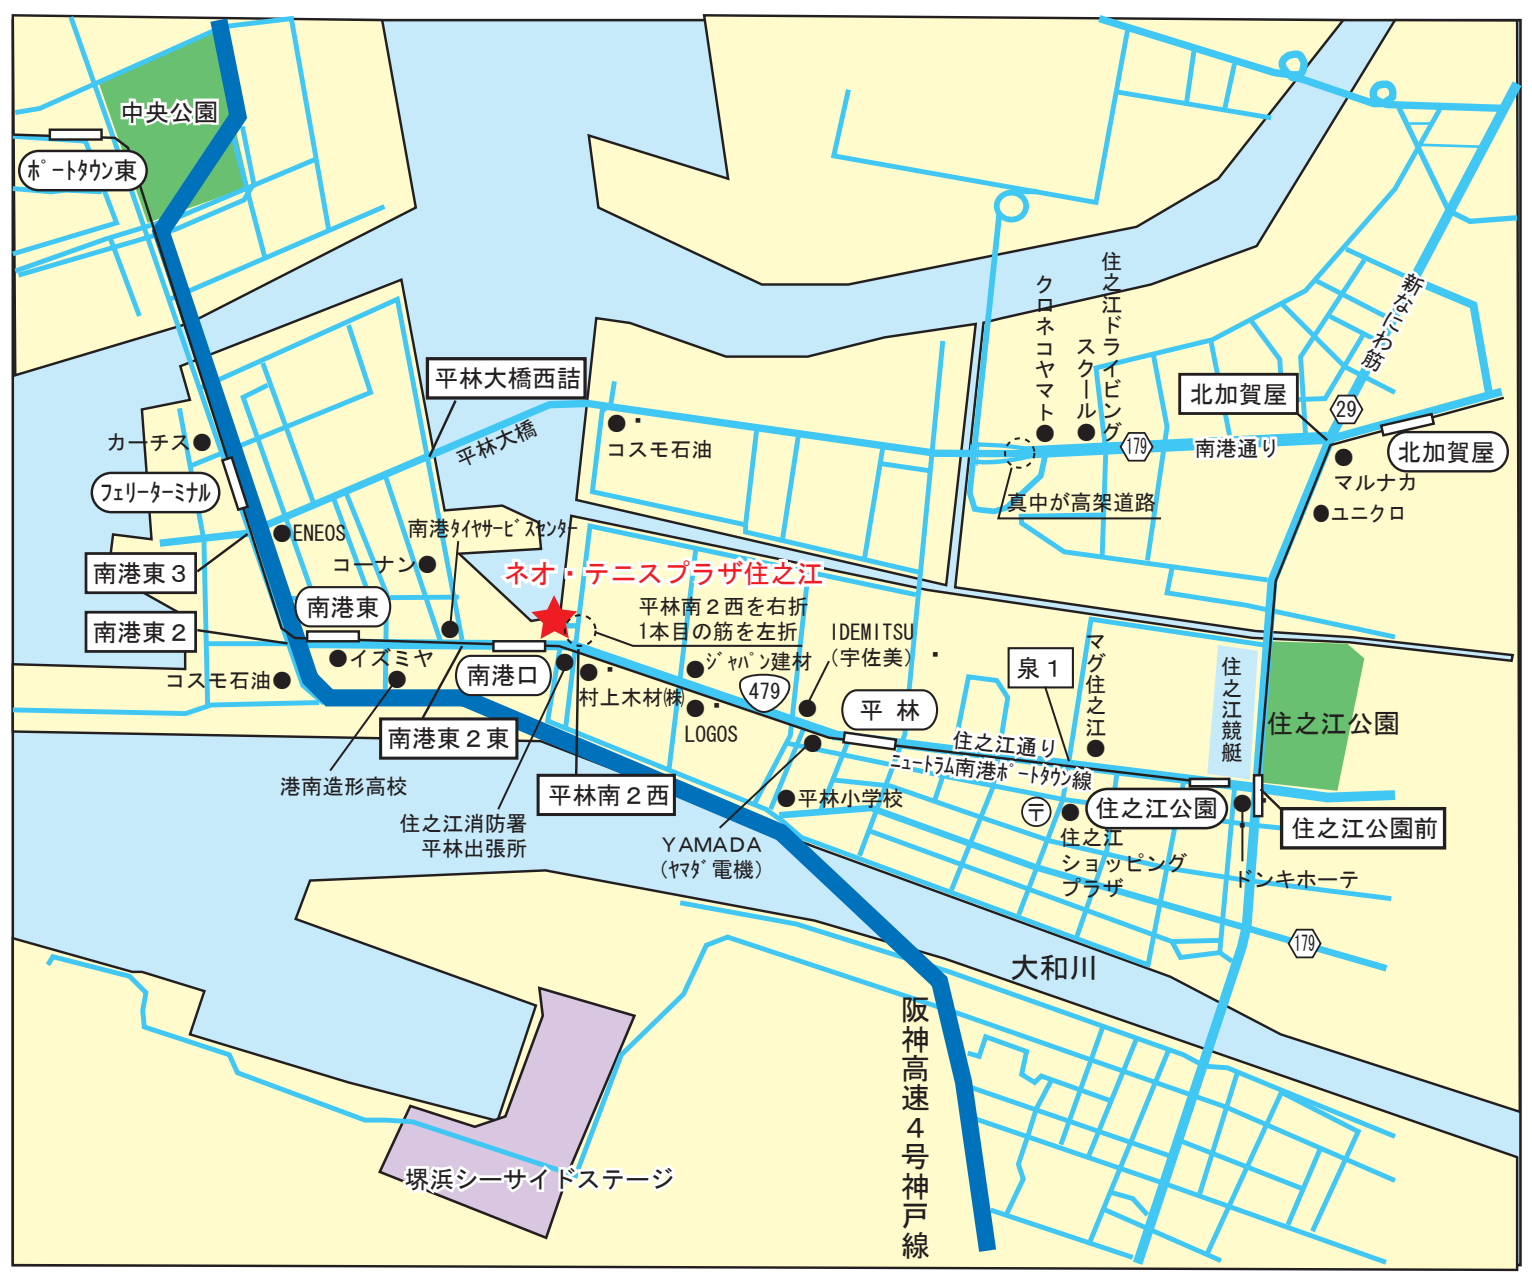 中央公園
ﾎﾟｰﾄﾀｳﾝ東
住之江ドライビング
スクール
クロネコヤマト
新なにわ筋
平林大橋西詰
北加賀屋
29
カーチス
平林大橋
コスモ石油
179
南港通り
北加賀屋
マルナカ
ﾌｪﾘｰﾀｰﾐﾅﾙ
真中が高架道路
ユニクロ
ENEOS
南港ﾀｲﾔｻｰﾋﾞｽｾﾝﾀｰ
コーナン
南港東３
ネオ・テニスプラザ住之江
南港東
平林南２西を右折
1本目の筋を左折
南港東２
IDEMITSU
（宇佐美）
マグ住之江
住之江競艇
イズミヤ
コスモ石油
南港口
ｼﾞｬﾊﾟﾝ建材
村上木材㈱
479
泉１
平 林
住之江公園
LOGOS
南港東２東
住之江通り
ﾆｭｰﾄﾗﾑ南港ﾎﾟｰﾄﾀｳﾝ線
港南造形高校
平林南２西
平林小学校
〒
住之江公園
住之江公園前
住之江消防署
平林出張所
YAMADA
（ﾔﾏﾀﾞ電機）
住之江
ショッピング
プラザ
ドンキホーテ
179
大和川
阪神高速４号神戸線
堺浜シーサイドステージ